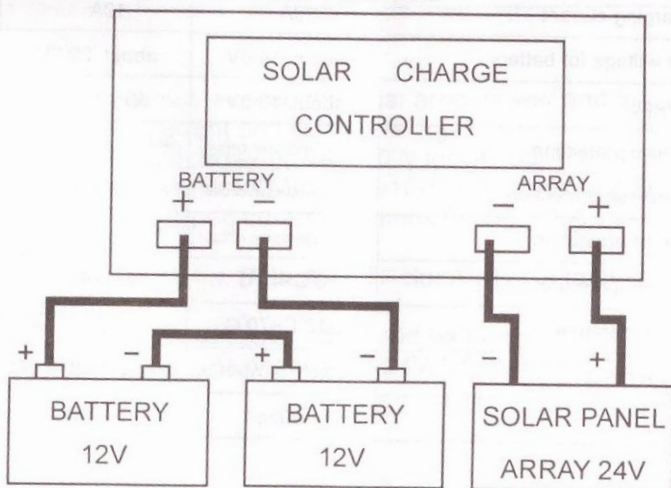 SOLAR CHARGE
CONTROLLER
BATTERY
ARRAY
+ − − +
+ − + − − +
BATTERY
12V
BATTERY
12V
SOLAR PANEL
ARRAY 24V